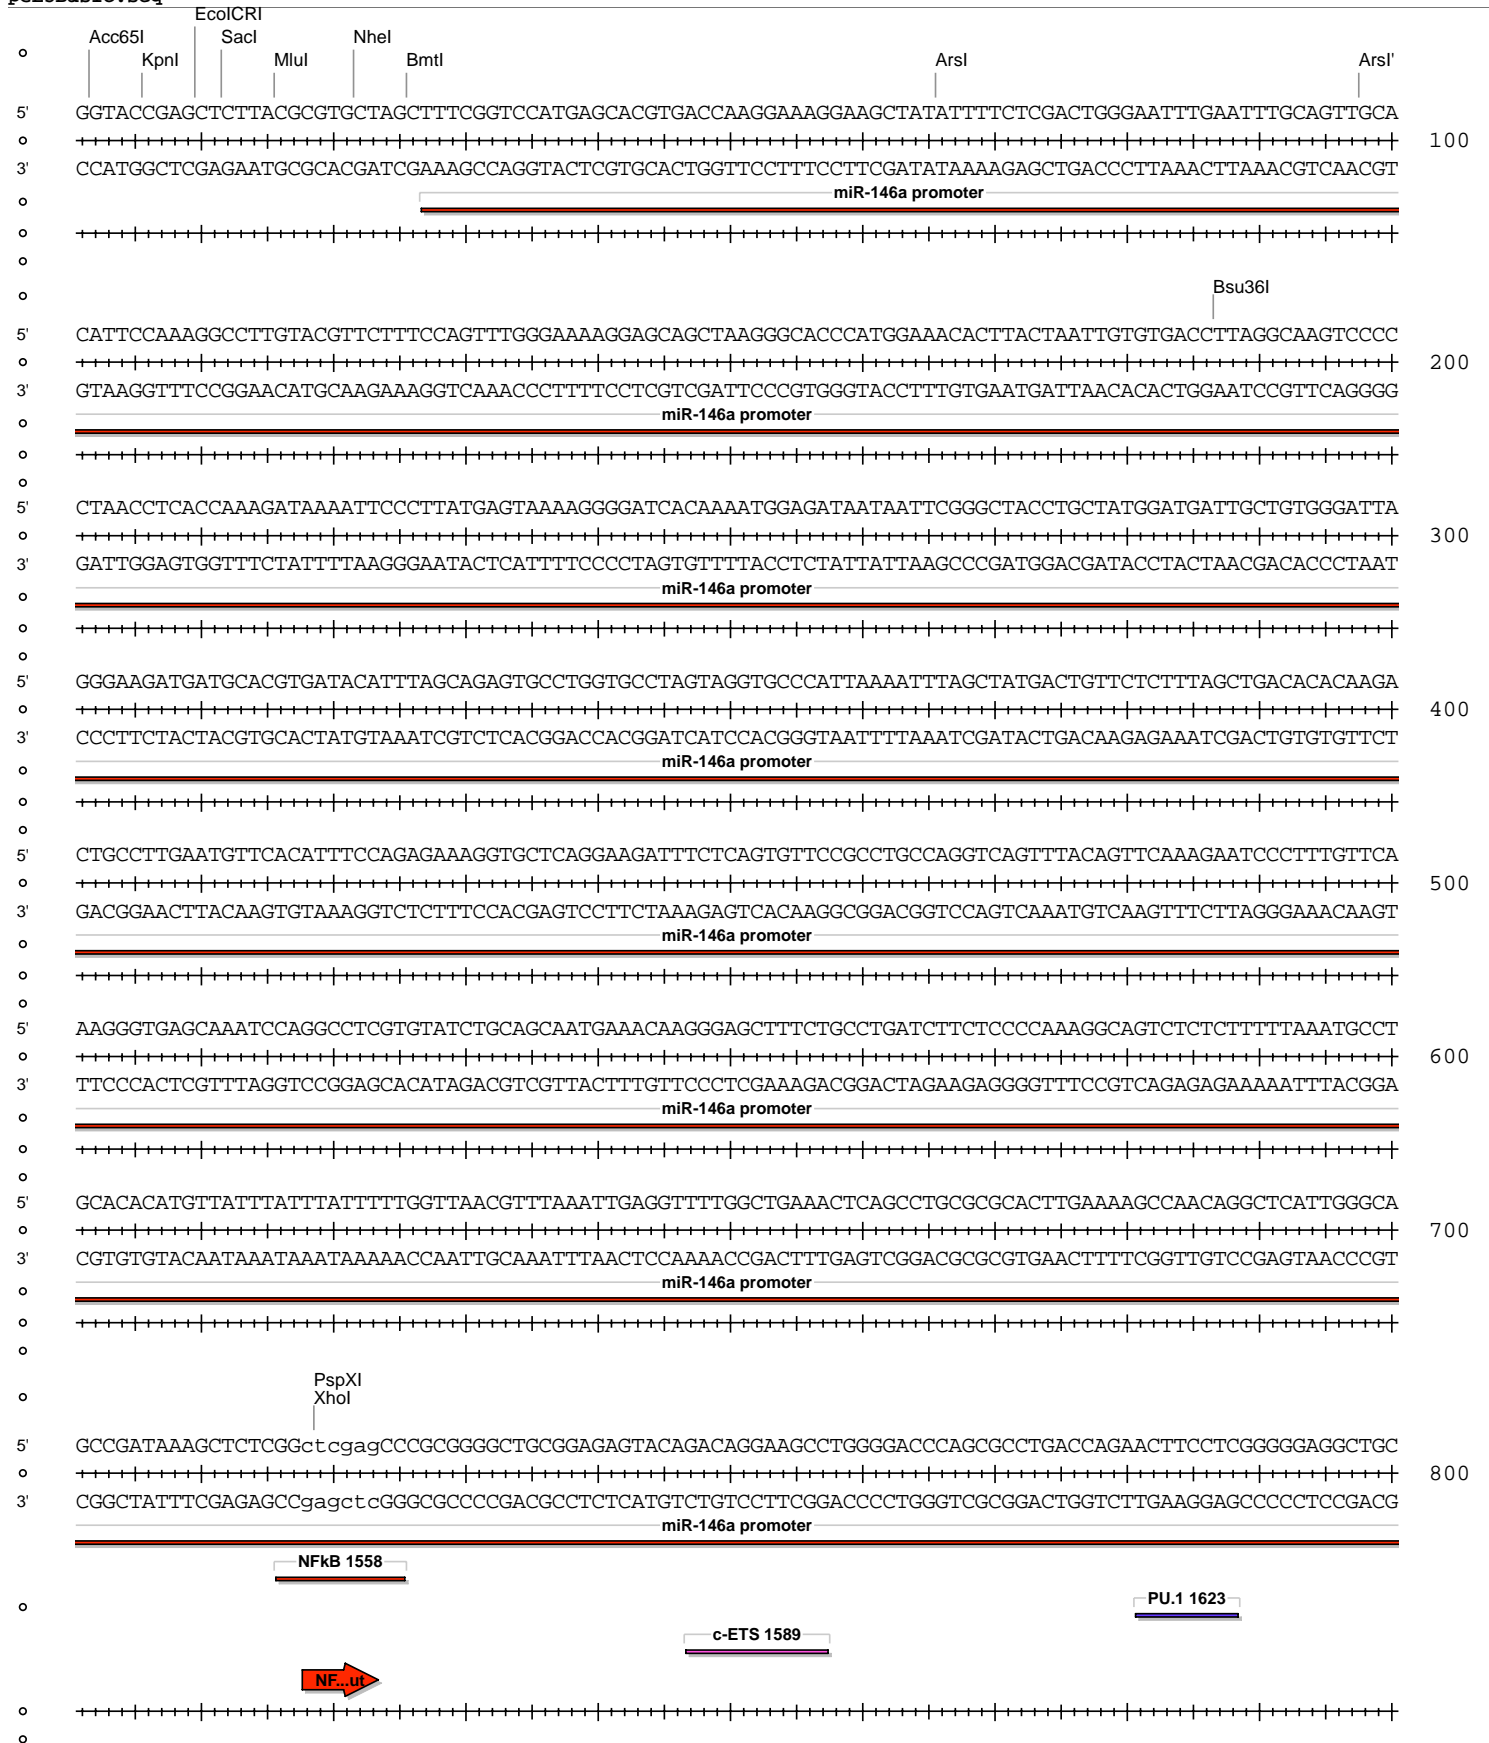 EcoICRI
Acc65I SacI NheI
KpnI MluI BmtI ArsI ArsI'
5' GGTACCGAGCTCTTACGCGTGCTAGCTTTCGGTCCATGAGCACGTGACCAAGGAAAGGAAGCTATATTTTCTCGACTGGGAATTTGAATTTGCAGTTGCA
100
3' CCATGGCTCGAGAATGCGCACGATCGAAAGCCAGGTACTCGTGCACTGGTTCCTTTCCTTCGATATAAAAGAGCTGACCCTTAAACTTAAACGTCAACGT
miR-146a promoter
Bsu36I
5' CATTCCAAAGGCCTTGTACGTTCTTTCCAGTTTGGGAAAAGGAGCAGCTAAGGGCACCCATGGAAACACTTACTAATTGTGTGACCTTAGGCAAGTCCCC
200
3' GTAAGGTTTCCGGAACATGCAAGAAAGGTCAAACCCTTTTCCTCGTCGATTCCCGTGGGTACCTTTGTGAATGATTAACACACTGGAATCCGTTCAGGGG
miR-146a promoter
5' CTAACCTCACCAAAGATAAAATTCCCTTATGAGTAAAAGGGGATCACAAAATGGAGATAATAATTCGGGCTACCTGCTATGGATGATTGCTGTGGGATTA
300
3' GATTGGAGTGGTTTCTATTTTAAGGGAATACTCATTTTCCCCTAGTGTTTTACCTCTATTATTAAGCCCGATGGACGATACCTACTAACGACACCCTAAT
miR-146a promoter
5' GGGAAGATGATGCACGTGATACATTTAGCAGAGTGCCTGGTGCCTAGTAGGTGCCCATTAAAATTTAGCTATGACTGTTCTCTTTAGCTGACACACAAGA
400
3' CCCTTCTACTACGTGCACTATGTAAATCGTCTCACGGACCACGGATCATCCACGGGTAATTTTAAATCGATACTGACAAGAGAAATCGACTGTGTGTTCT
miR-146a promoter
5' CTGCCTTGAATGTTCACATTTCCAGAGAAAGGTGCTCAGGAAGATTTCTCAGTGTTCCGCCTGCCAGGTCAGTTTACAGTTCAAAGAATCCCTTTGTTCA
500
3' GACGGAACTTACAAGTGTAAAGGTCTCTTTCCACGAGTCCTTCTAAAGAGTCACAAGGCGGACGGTCCAGTCAAATGTCAAGTTTCTTAGGGAAACAAGT
miR-146a promoter
5' AAGGGTGAGCAAATCCAGGCCTCGTGTATCTGCAGCAATGAAACAAGGGAGCTTTCTGCCTGATCTTCTCCCCAAAGGCAGTCTCTCTTTTTAAATGCCT
600
3' TTCCCACTCGTTTAGGTCCGGAGCACATAGACGTCGTTACTTTGTTCCCTCGAAAGACGGACTAGAAGAGGGGTTTCCGTCAGAGAGAAAAATTTACGGA
miR-146a promoter
5' GCACACATGTTATTTATTTATTTTTGGTTAACGTTTAAATTGAGGTTTTGGCTGAAACTCAGCCTGCGCGCACTTGAAAAGCCAACAGGCTCATTGGGCA
700
3' CGTGTGTACAATAAATAAATAAAAACCAATTGCAAATTTAACTCCAAAACCGACTTTGAGTCGGACGCGCGTGAACTTTTCGGTTGTCCGAGTAACCCGT
miR-146a promoter
PspXI
XhoI
5' GCCGATAAAGCTCTCGGctcgagCCCGCGGGGCTGCGGAGAGTACAGACAGGAAGCCTGGGGACCCAGCGCCTGACCAGAACTTCCTCGGGGGAGGCTGC
800
3' CGGCTATTTCGAGAGCCgagctcGGGCGCCCCGACGCCTCTCATGTCTGTCCTTCGGACCCCTGGGTCGCGGACTGGTCTTGAAGGAGCCCCCTCCGACG
miR-146a promoter
NFkB 1558
PU.1 1623
c-ETS 1589
NF...ut